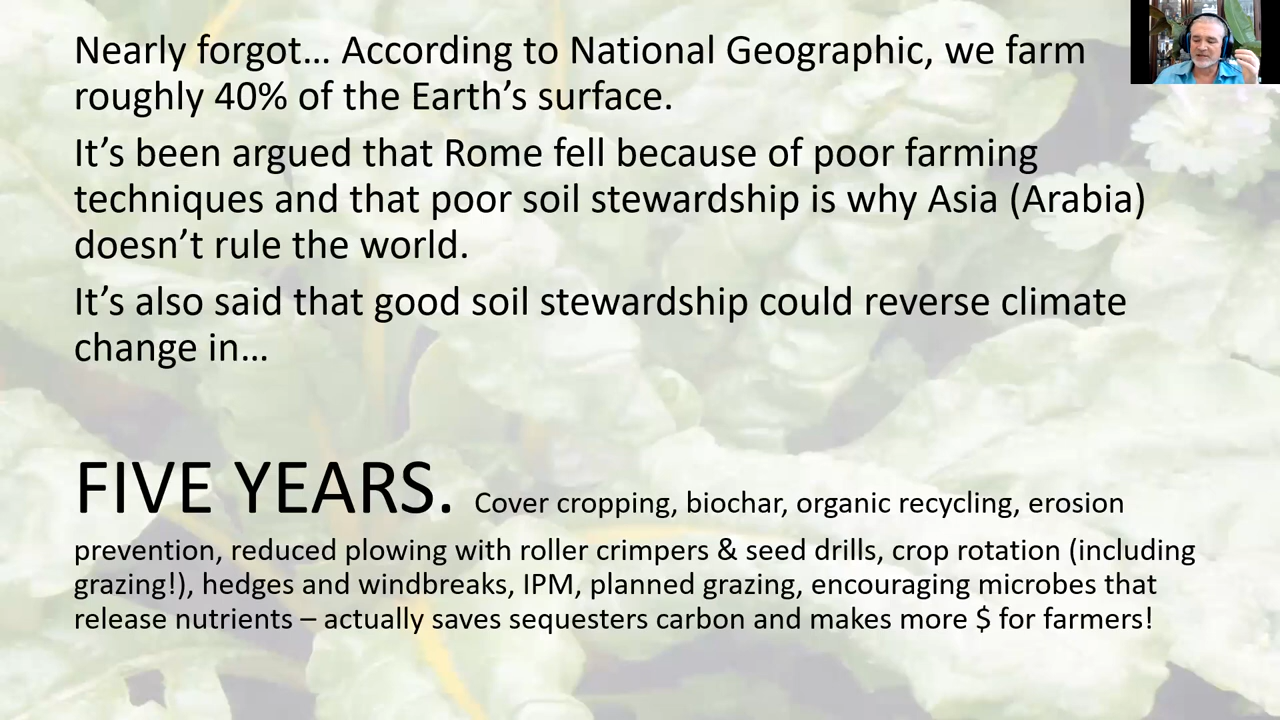 Nearly forgot… According to National Geographic, we farm
roughly 40% of the Earth’s surface.
It’s been argued that Rome fell because of poor farming
techniques and that poor soil stewardship is why Asia (Arabia)
doesn’t rule the world.
It’s also said that good soil stewardship could reverse climate
change in…
FIVE YEARS. Cover cropping, biochar, organic recycling, erosion
prevention, reduced plowing with roller crimpers & seed drills, crop rotation (including
grazing!), hedges and windbreaks, IPM, planned grazing, encouraging microbes that
release nutrients – actually saves sequesters carbon and makes more $ for farmers!